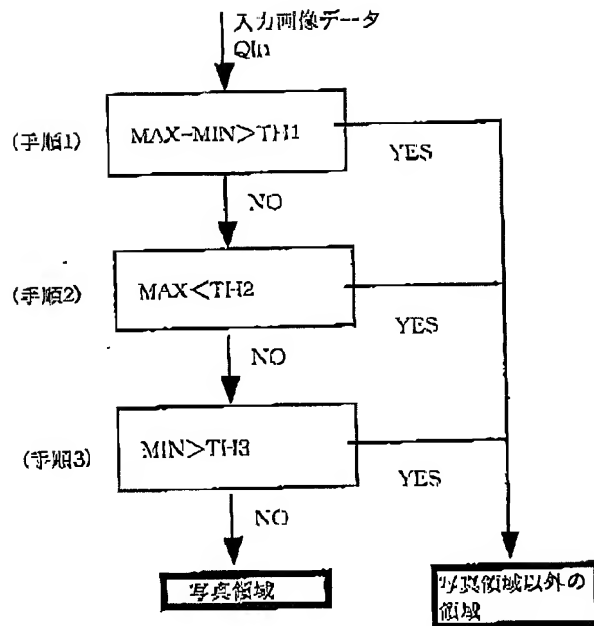 入力画像データ
QIn
(手順1)
MAX-MIN>TH1
YES
NO
(手順2)
MAX<TH2
YES
NO
(手順3)
MIN>TH3
YES
NO
写真領域
写真領域以外の
領域